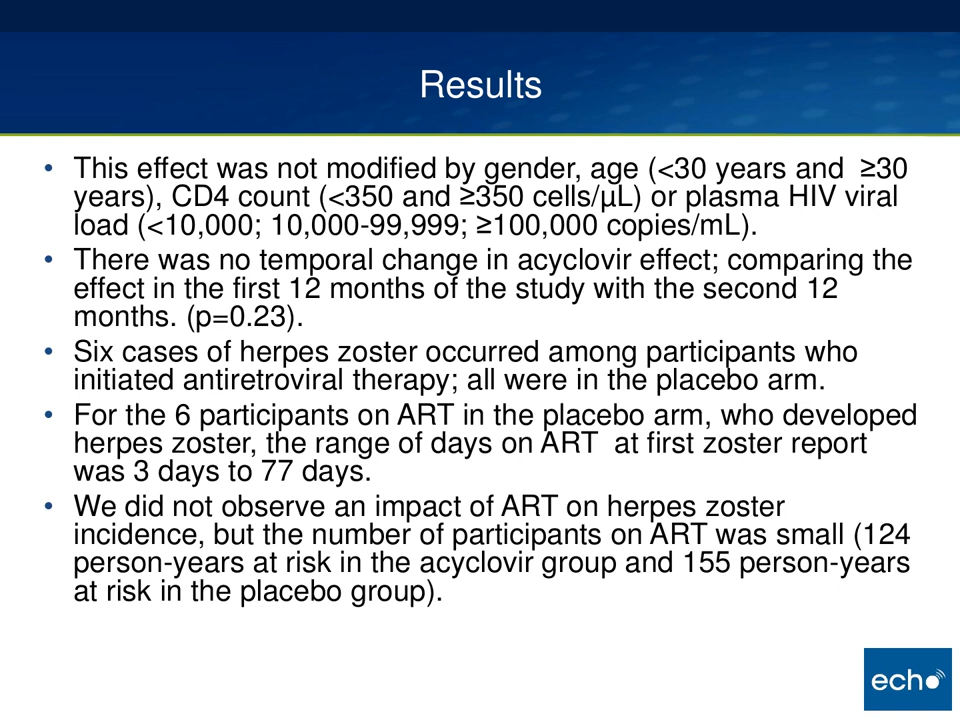 Results
• This effect was not modified by gender, age (<30 years and  ≥30
years), CD4 count (<350 and ≥350 cells/µL) or plasma HIV viral
load (<10,000; 10,000-99,999; ≥100,000 copies/mL).
• There was no temporal change in acyclovir effect; comparing the
effect in the first 12 months of the study with the second 12
months. (p=0.23).
• Six cases of herpes zoster occurred among participants who
initiated antiretroviral therapy; all were in the placebo arm.
• For the 6 participants on ART in the placebo arm, who developed
herpes zoster, the range of days on ART  at first zoster report
was 3 days to 77 days.
• We did not observe an impact of ART on herpes zoster
incidence, but the number of participants on ART was small (124
person-years at risk in the acyclovir group and 155 person-years
at risk in the placebo group).
echo